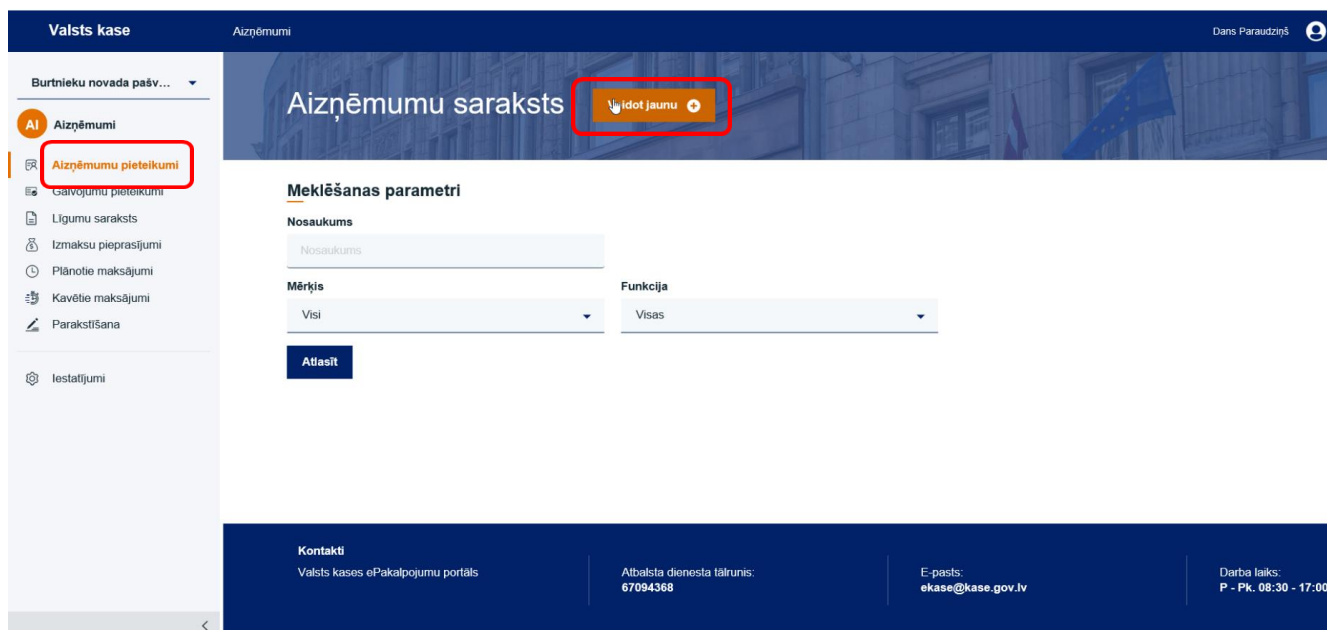 Valsts kase
Aizņēmumi
Dans Paraudziņš
Burtnieku novada pašv...
AI Aizņēmumi
Aizņēmumu pieteikumi
Galvojumu pieteikumi
Līgumu saraksts
Izmaksu pieprasījumi
Plānotie maksājumi
Kavētie maksājumi
Parakstīšana
Iestatījumi
Aizņēmumu saraksts
Veidot jaunu
Meklēšanas parametri
Nosaukums
Nosaukums
Mērķis
Funkcija
Visi
Visas
Atlasīt
Kontakti
Valsts kases ePakalpojumu portāls
Atbalsta dienesta tālrunis:
67094368
E-pasts:
ekase@kase.gov.lv
Darba laiks:
P - Pk. 08:30 - 17:00